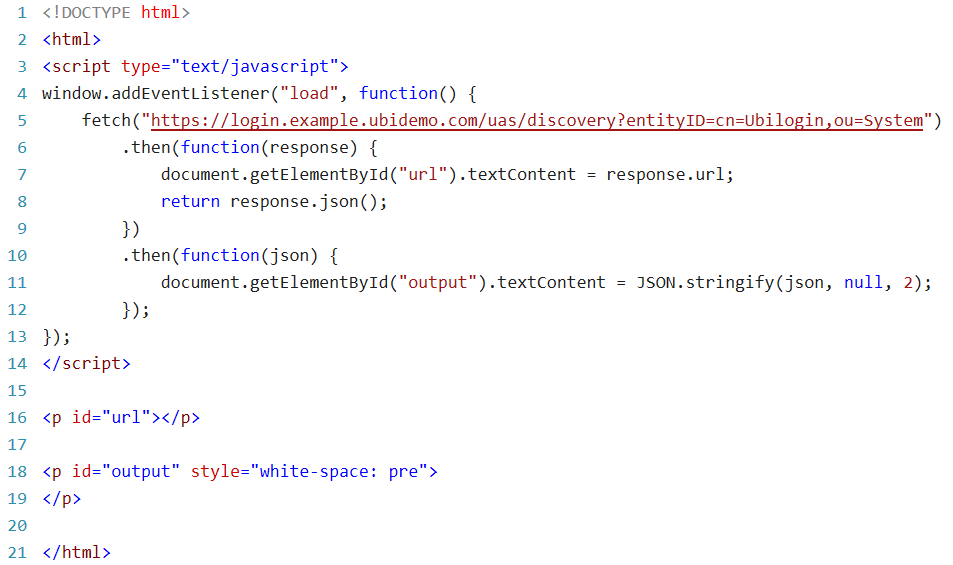 1 <!DOCTYPE html>
2 <html>
3 <script type="text/javascript">
4 window.addEventListener("load", function() {
5     fetch("https://login.example.ubidemo.com/uas/discovery?entityID=cn=Ubilogin,ou=System")
6         .then(function(response) {
7             document.getElementById("url").textContent = response.url;
8             return response.json();
9         })
10         .then(function(json) {
11             document.getElementById("output").textContent = JSON.stringify(json, null, 2);
12         });
13 });
14 </script>
15
16 <p id="url"></p>
17
18 <p id="output" style="white-space: pre">
19 </p>
20
21 </html>